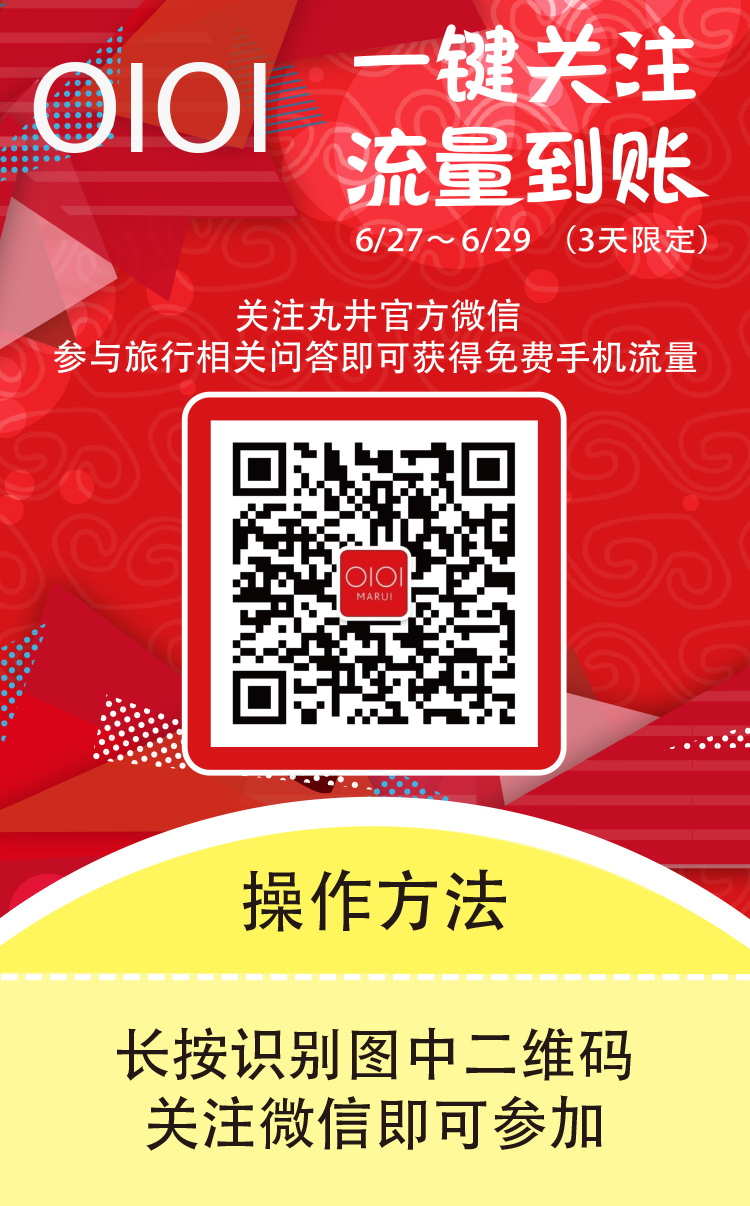 OIOI
一键关注
流量到账
6/27～6/29 （3天限定）
关注丸井官方微信
参与旅行相关问答即可获得免费手机流量
OIOI
MARUI
操作方法
长按识别图中二维码
关注微信即可参加